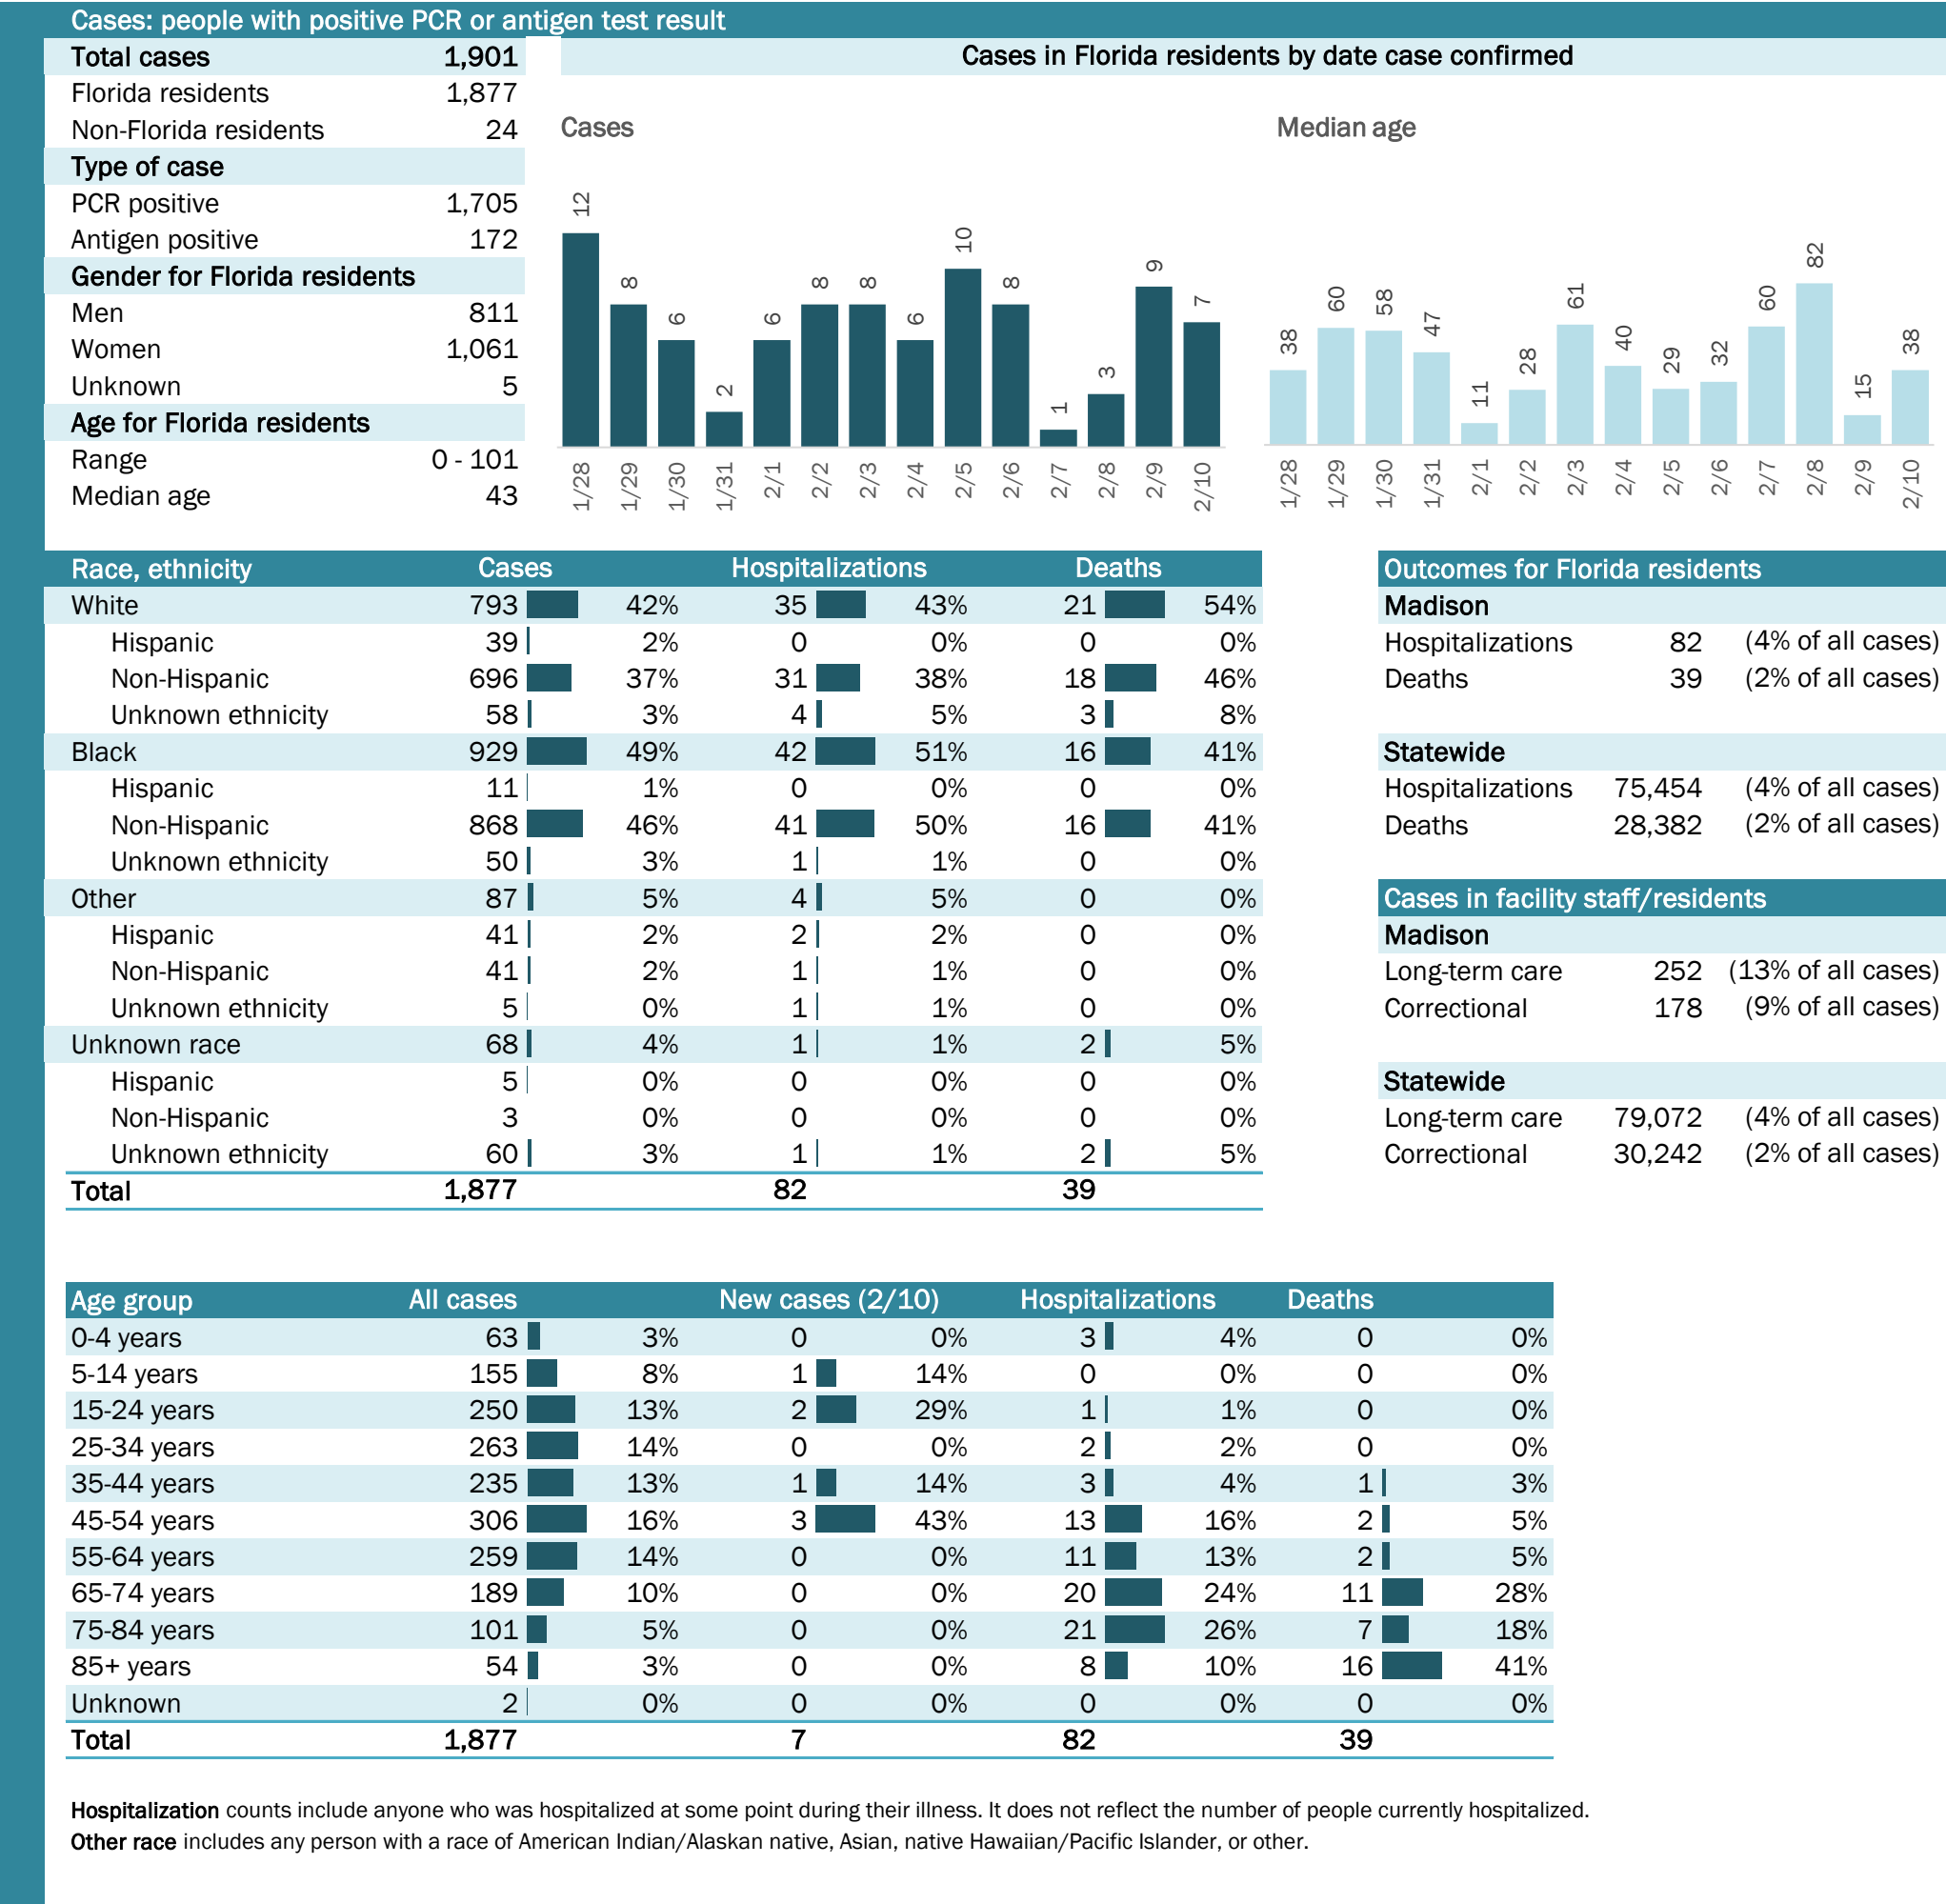 Cases: people with positive PCR or antigen test result
Total cases 1,901
Florida residents 1,877
Non-Florida residents 24
Type of case
PCR positive 1,705
Antigen positive 172
Gender for Florida residents
Men 811
Women 1,061
Unknown 5
Age for Florida residents
Range 0 - 101
Median age 43
Cases in Florida residents by date case confirmed
Cases
12 8 6 2 6 8 8 6 10 8 1 3 9 7
1/28 1/29 1/30 1/31 2/1 2/2 2/3 2/4 2/5 2/6 2/7 2/8 2/9 2/10
Median age
38 60 58 47 11 28 61 40 29 32 60 82 15 38
1/28 1/29 1/30 1/31 2/1 2/2 2/3 2/4 2/5 2/6 2/7 2/8 2/9 2/10
Race, ethnicity Cases Hospitalizations Deaths
White 793 42% 35 43% 21 54%
Hispanic 39 2% 0 0% 0 0%
Non-Hispanic 696 37% 31 38% 18 46%
Unknown ethnicity 58 3% 4 5% 3 8%
Black 929 49% 42 51% 16 41%
Hispanic 11 1% 0 0% 0 0%
Non-Hispanic 868 46% 41 50% 16 41%
Unknown ethnicity 50 3% 1 1% 0 0%
Other 87 5% 4 5% 0 0%
Hispanic 41 2% 2 2% 0 0%
Non-Hispanic 41 2% 1 1% 0 0%
Unknown ethnicity 5 0% 1 1% 0 0%
Unknown race 68 4% 1 1% 2 5%
Hispanic 5 0% 0 0% 0 0%
Non-Hispanic 3 0% 0 0% 0 0%
Unknown ethnicity 60 3% 1 1% 2 5%
Total 1,877 82 39
Outcomes for Florida residents
Madison
Hospitalizations 82 (4% of all cases)
Deaths 39 (2% of all cases)
Statewide
Hospitalizations 75,454 (4% of all cases)
Deaths 28,382 (2% of all cases)
Cases in facility staff/residents
Madison
Long-term care 252 (13% of all cases)
Correctional 178 (9% of all cases)
Statewide
Long-term care 79,072 (4% of all cases)
Correctional 30,242 (2% of all cases)
Age group All cases New cases (2/10) Hospitalizations Deaths
0-4 years 63 3% 0 0% 3 4% 0 0%
5-14 years 155 8% 1 14% 0 0% 0 0%
15-24 years 250 13% 2 29% 1 1% 0 0%
25-34 years 263 14% 0 0% 2 2% 0 0%
35-44 years 235 13% 1 14% 3 4% 1 3%
45-54 years 306 16% 3 43% 13 16% 2 5%
55-64 years 259 14% 0 0% 11 13% 2 5%
65-74 years 189 10% 0 0% 20 24% 11 28%
75-84 years 101 5% 0 0% 21 26% 7 18%
85+ years 54 3% 0 0% 8 10% 16 41%
Unknown 2 0% 0 0% 0 0% 0 0%
Total 1,877 7 82 39
Hospitalization counts include anyone who was hospitalized at some point during their illness. It does not reflect the number of people currently hospitalized.
Other race includes any person with a race of American Indian/Alaskan native, Asian, native Hawaiian/Pacific Islander, or other.